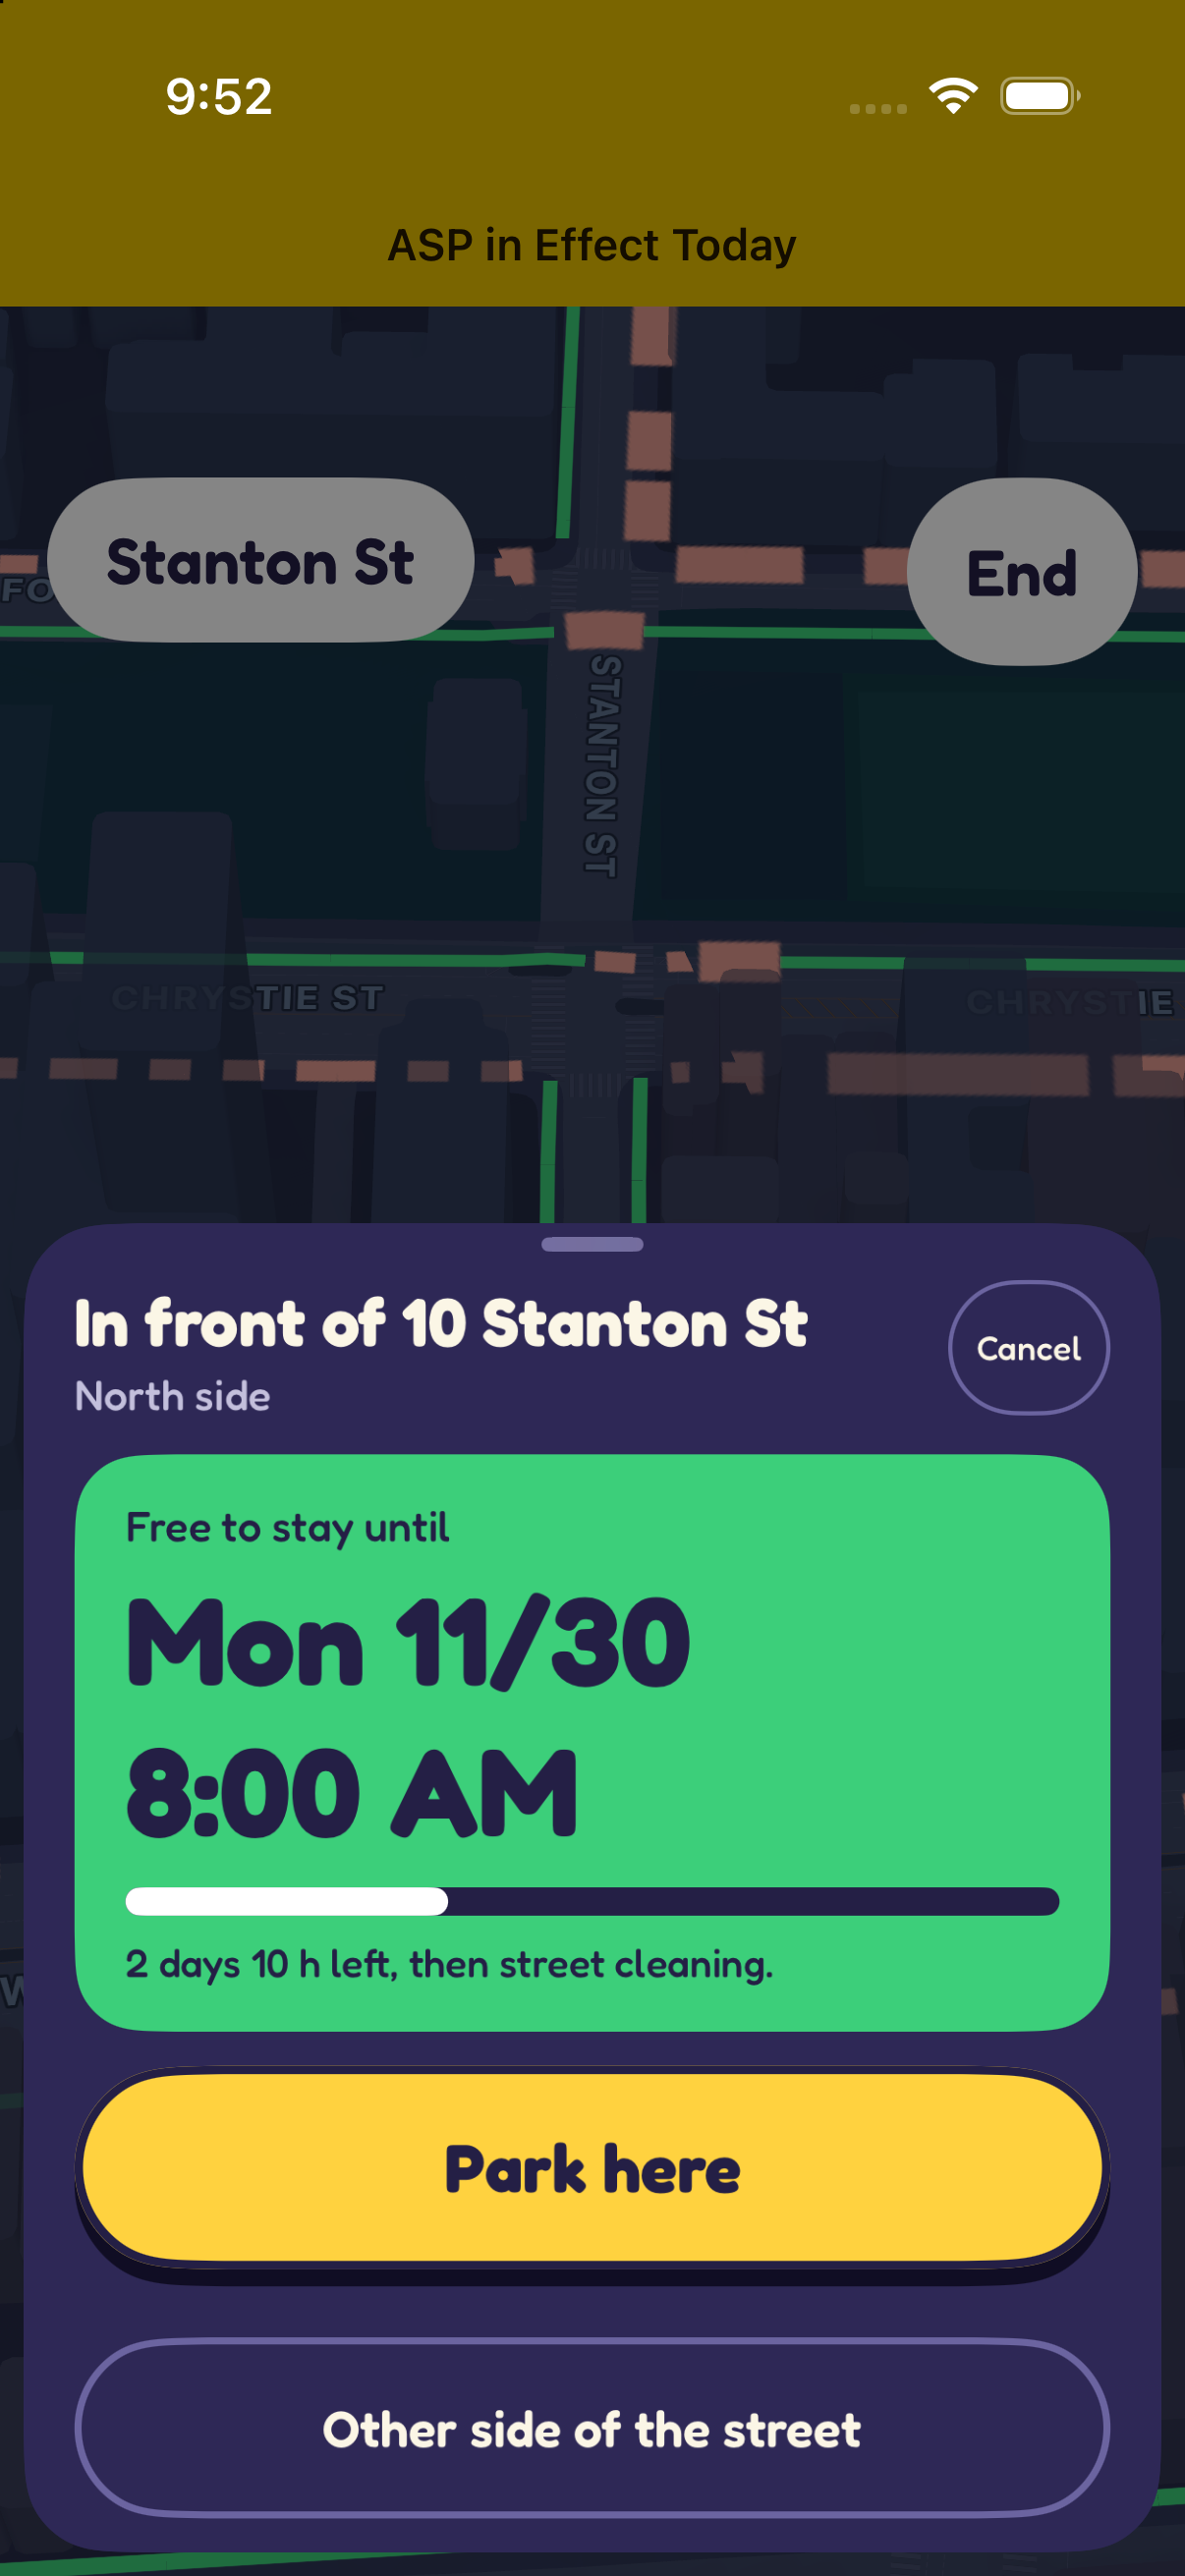 9:52
ASP in Effect Today
Stanton St
End
FO
STANTON ST
CHRYSTIE ST
CHRYSTIE
In front of 10 Stanton St
Cancel
North side
Free to stay until
Mon 11/30
8:00 AM
2 days 10 h left, then street cleaning.
Park here
Other side of the street